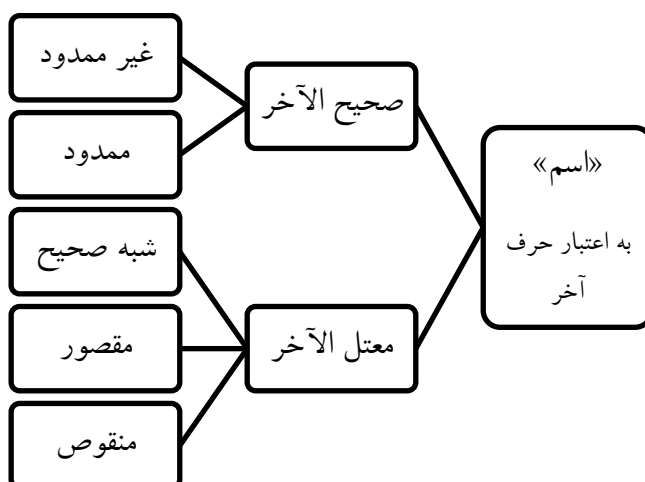 «اسم»
به اعتبار حرف
آخر
صحیح الآخر
غیر ممدود
ممدود
معتل الآخر
شبه صحیح
مقصور
منقوص